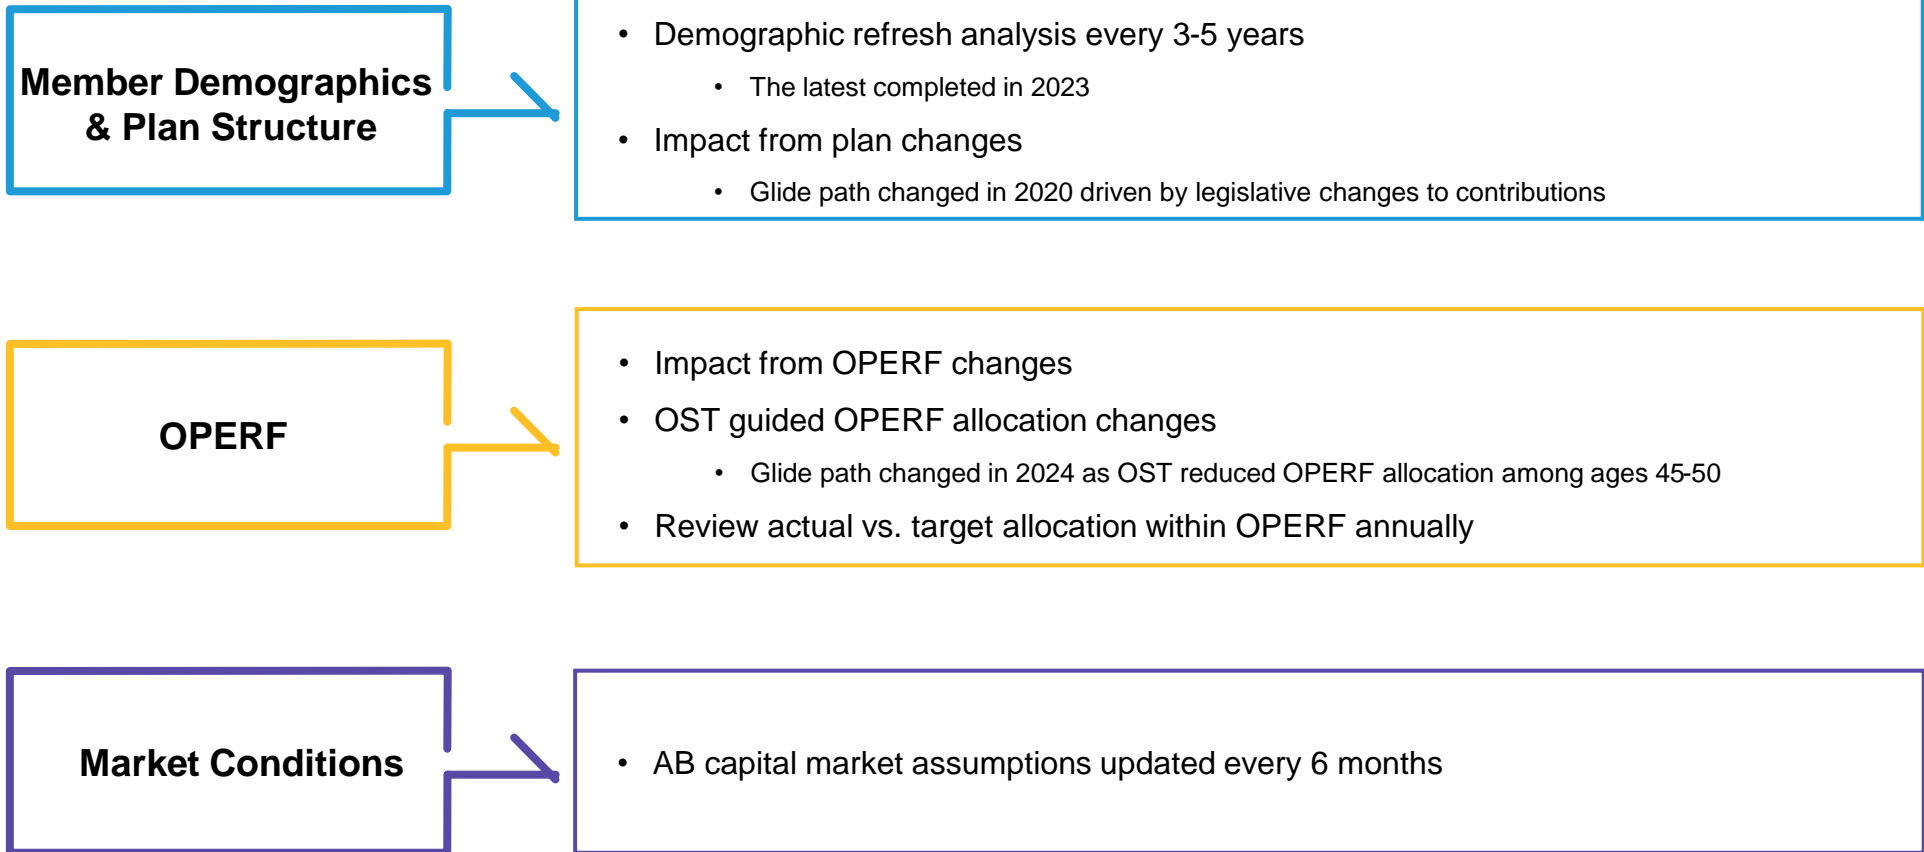 Member Demographics
& Plan Structure
• Demographic refresh analysis every 3-5 years
• The latest completed in 2023
• Impact from plan changes
• Glide path changed in 2020 driven by legislative changes to contributions
OPERF
• Impact from OPERF changes
• OST guided OPERF allocation changes
• Glide path changed in 2024 as OST reduced OPERF allocation among ages 45-50
• Review actual vs. target allocation within OPERF annually
Market Conditions
• AB capital market assumptions updated every 6 months